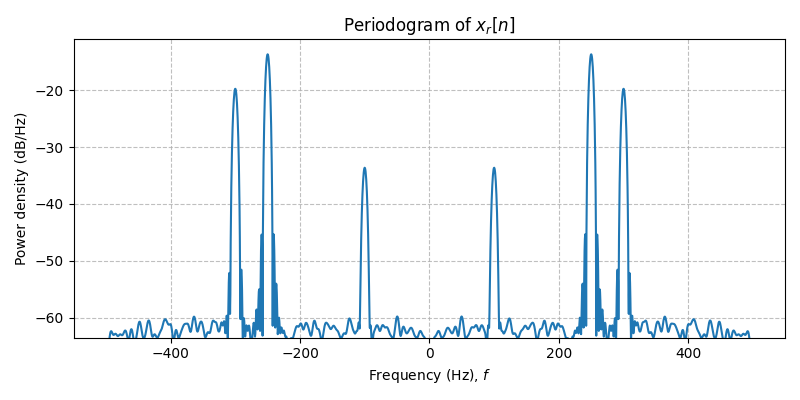 Periodogram of x_r[n]
Power density (dB/Hz)
−20
−30
−40
−50
−60
−400 −200 0 200 400
Frequency (Hz), f